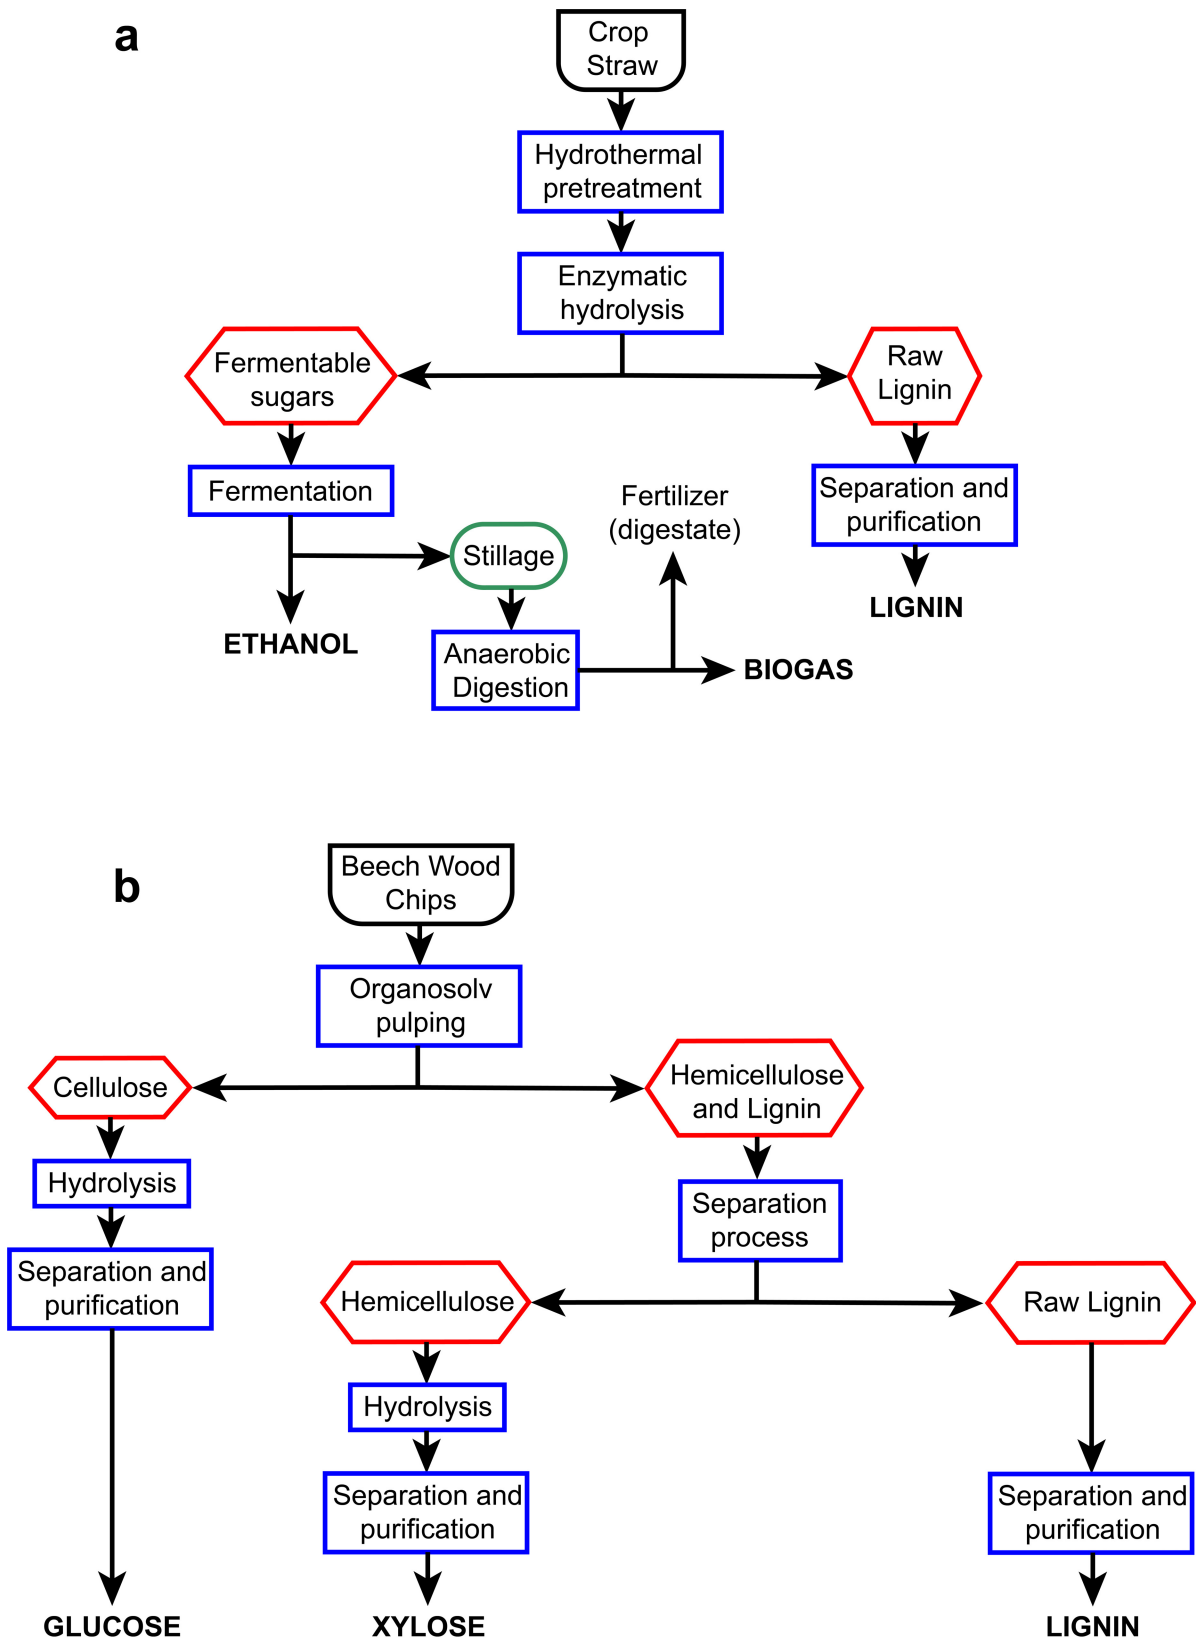 a
Crop
Straw
Hydrothermal
pretreatment
Enzymatic
hydrolysis
Fermentable
sugars
Raw
Lignin
Fermentation
Separation and
purification
Fertilizer
(digestate)
Stillage
LIGNIN
ETHANOL
Anaerobic
Digestion
BIOGAS
b
Beech Wood
Chips
Organosolv
pulping
Cellulose
Hemicellulose
and Lignin
Hydrolysis
Separation
process
Separation and
purification
Hemicellulose
Raw Lignin
Hydrolysis
Separation and
purification
Separation and
purification
GLUCOSE
XYLOSE
LIGNIN